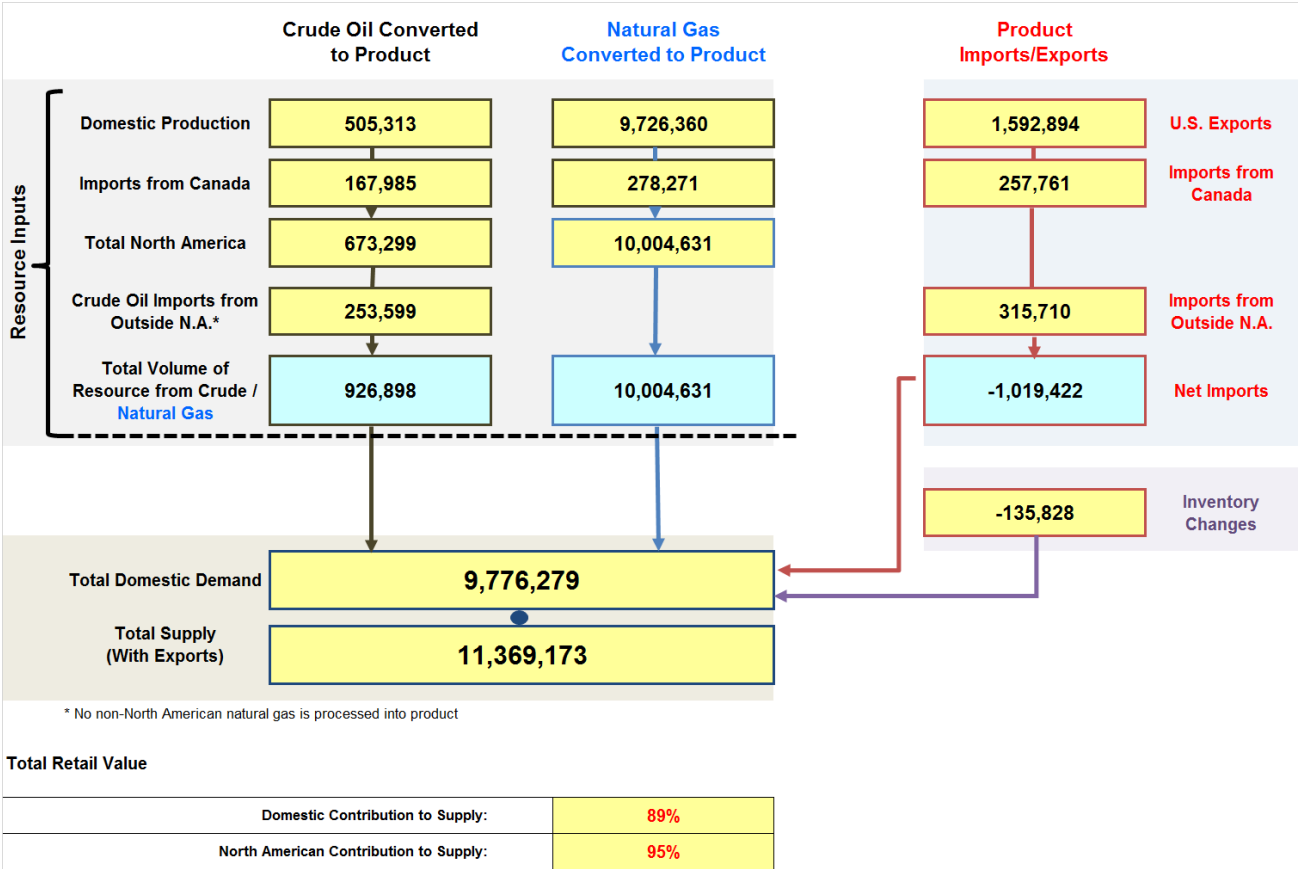 Crude Oil Converted
to Product
Natural Gas
Converted to Product
Product
Imports/Exports
Resource Inputs
Domestic Production
505,313
9,726,360
1,592,894
U.S. Exports
Imports from Canada
167,985
278,271
257,761
Imports from
Canada
Total North America
673,299
10,004,631
Crude Oil Imports from
Outside N.A.*
253,599
315,710
Imports from
Outside N.A.
Total Volume of
Resource from Crude /
Natural Gas
926,898
10,004,631
-1,019,422
Net Imports
-135,828
Inventory
Changes
Total Domestic Demand
9,776,279
Total Supply
(With Exports)
11,369,173
* No non-North American natural gas is processed into product
Total Retail Value
Domestic Contribution to Supply:
89%
North American Contribution to Supply:
95%